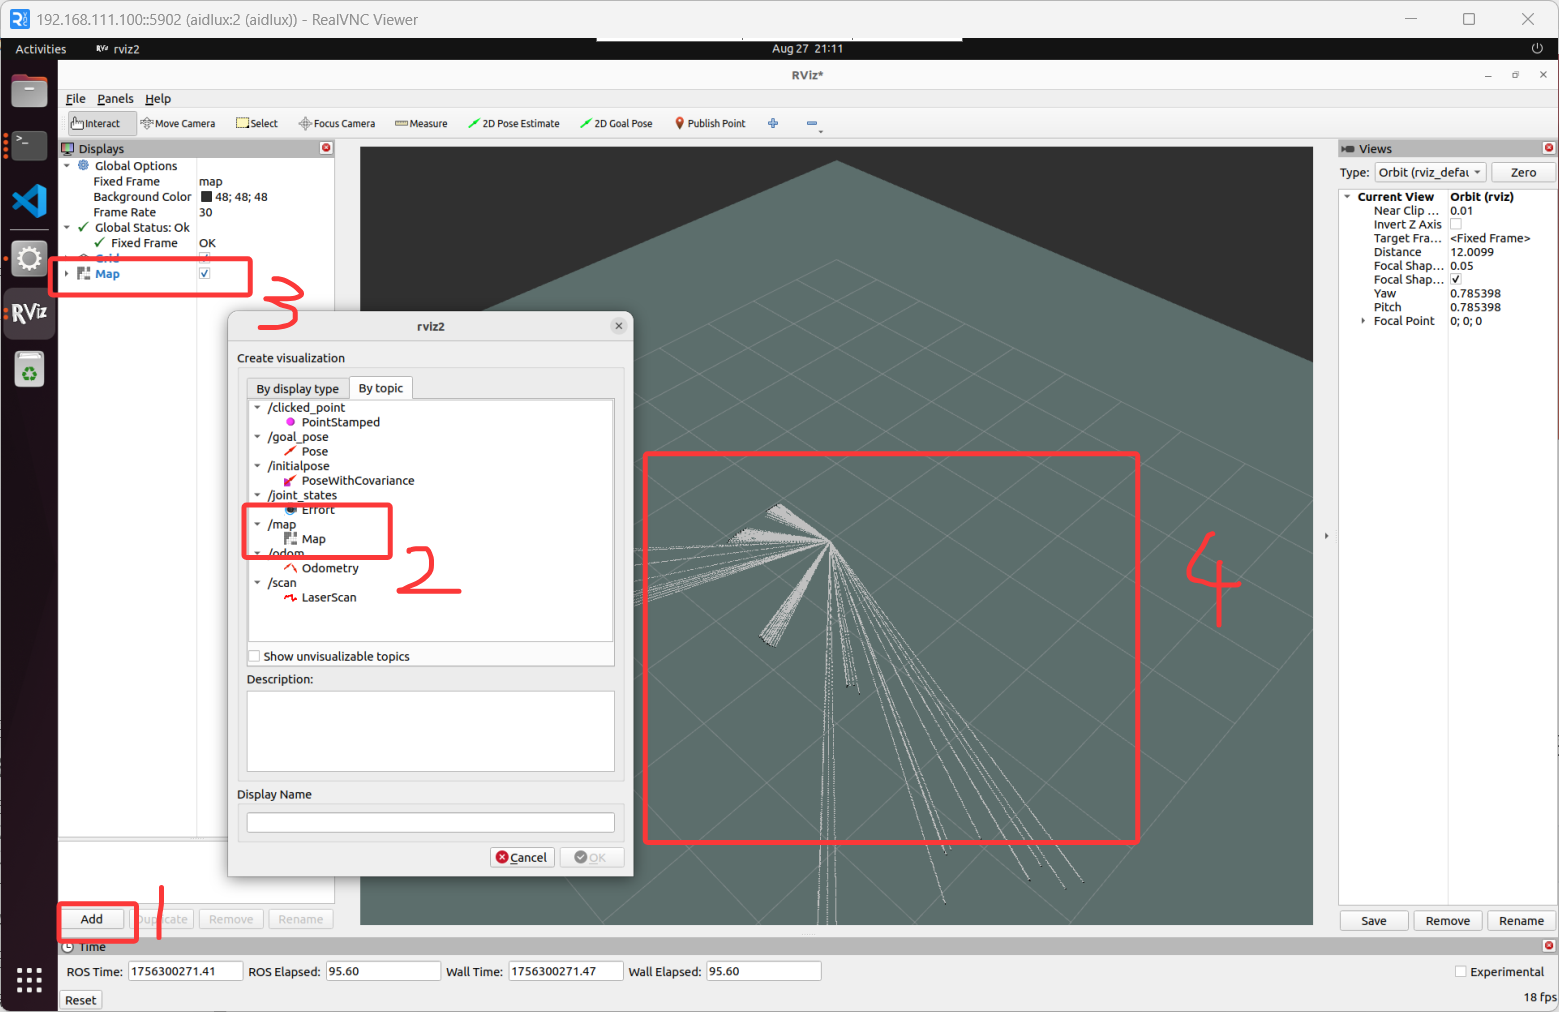 192.168.111.100::5902 (aidlux:2 (aidlux)) - RealVNC Viewer
Activities
RViz rviz2
Aug 27 21:11
RViz*
File Panels Help
Interact Move Camera Select Focus Camera Measure 2D Pose Estimate 2D Goal Pose Publish Point
Displays
Global Options
Fixed Frame map
Background Color 48; 48; 48
Frame Rate 30
Global Status: Ok
Fixed Frame OK
Grid
Map
3
RViz
rviz2
Create visualization
By display type By topic
/clicked_point
PointStamped
/goal_pose
Pose
/initialpose
PoseWithCovariance
/joint_states
Effort
/map
Map
/odom
Odometry
/scan
LaserScan
2
Show unvisualizable topics
Description:
Display Name
Cancel OK
4
Views
Type: Orbit (rviz_defau Zero
Current View Orbit (rviz)
Near Clip ... 0.01
Invert Z Axis
Target Fra... <Fixed Frame>
Distance 12.0099
Focal Shap... 0.05
Focal Shap...
Yaw 0.785398
Pitch 0.785398
Focal Point 0; 0; 0
Add Duplicate Remove Rename
1
Save Remove Rename
Time
ROS Time: 1756300271.41 ROS Elapsed: 95.60 Wall Time: 1756300271.47 Wall Elapsed: 95.60 Experimental
Reset 18 fps